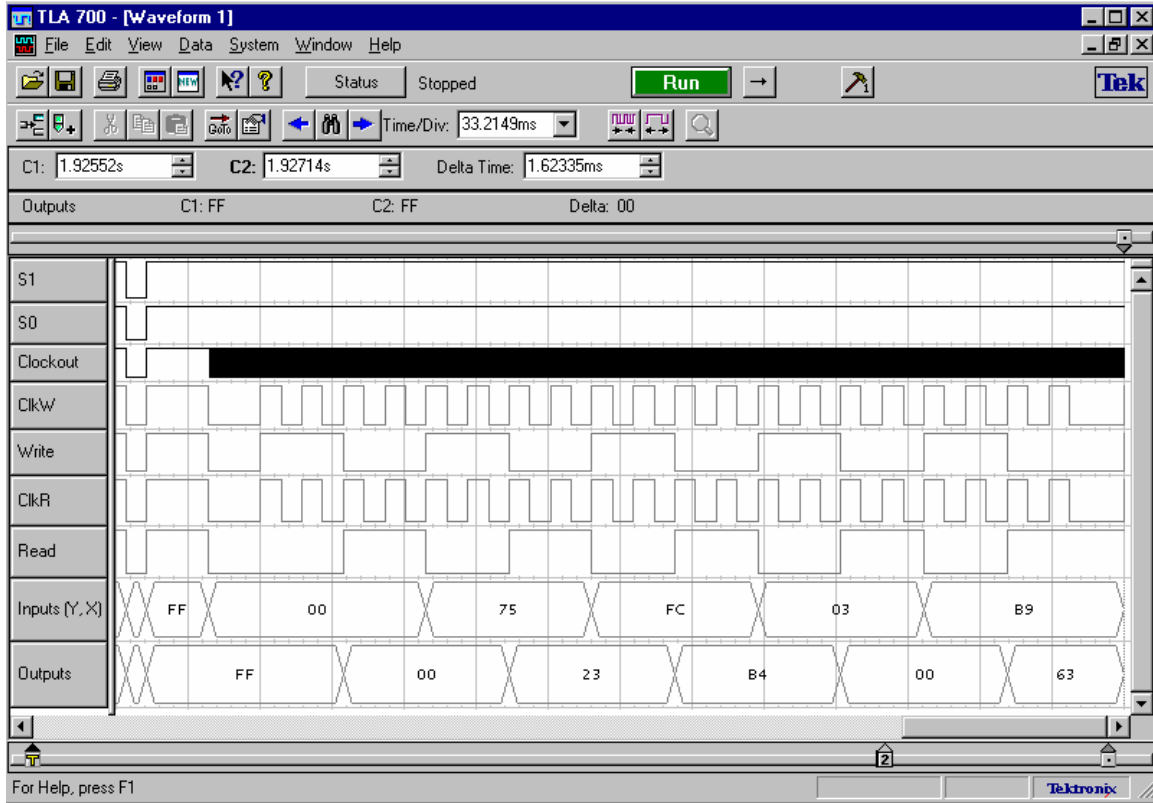 TLA 700 - [Waveform 1]
File Edit View Data System Window Help
Status Stopped Run Tek
Time/Div: 33.2149ms
C1: 1.92552s C2: 1.92714s Delta Time: 1.62335ms
Outputs C1: FF C2: FF Delta: 00
S1
S0
Clockout
ClkW
Write
ClkR
Read
Inputs (Y,X) FF 00 75 FC 03 B9
Outputs FF 00 23 B4 00 63
T 2
For Help, press F1 Tektronix